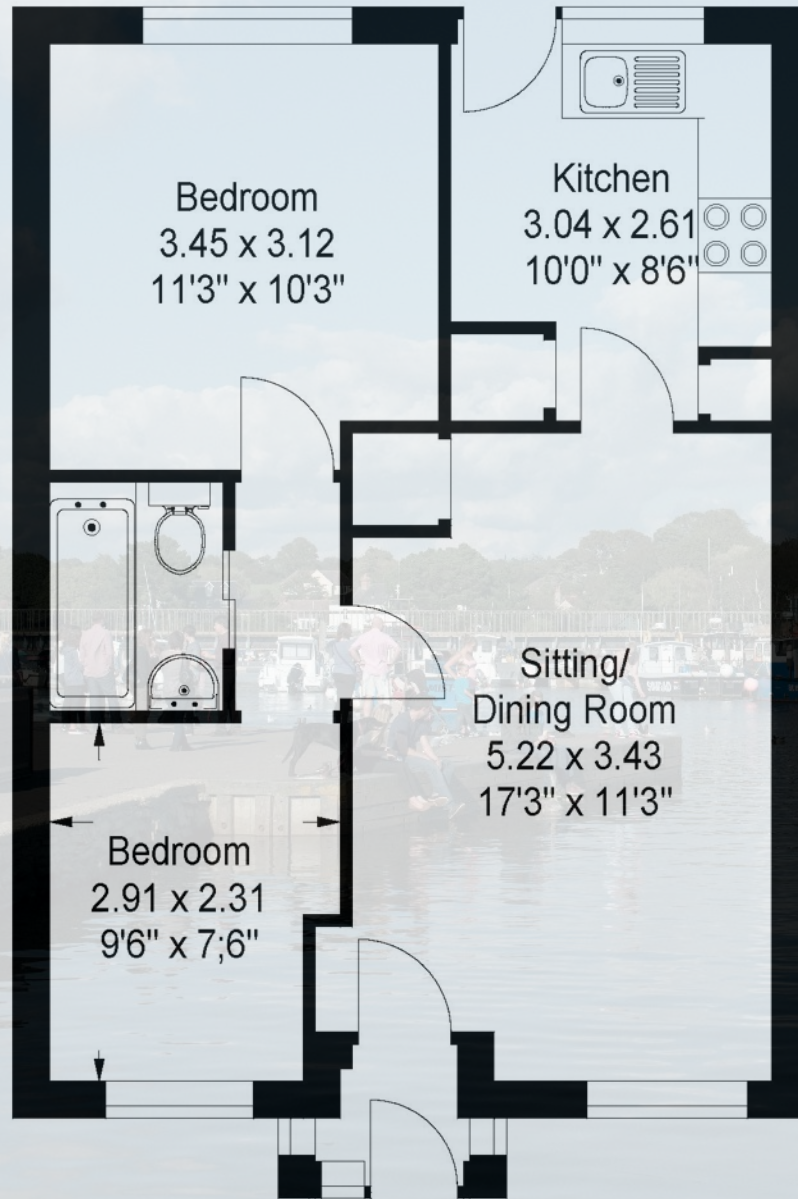 Bedroom
3.45 x 3.12
11'3" x 10'3"
Kitchen
3.04 x 2.61
10'0" x 8'6"
Sitting/
Dining Room
5.22 x 3.43
17'3" x 11'3"
Bedroom
2.91 x 2.31
9'6" x 7;6"